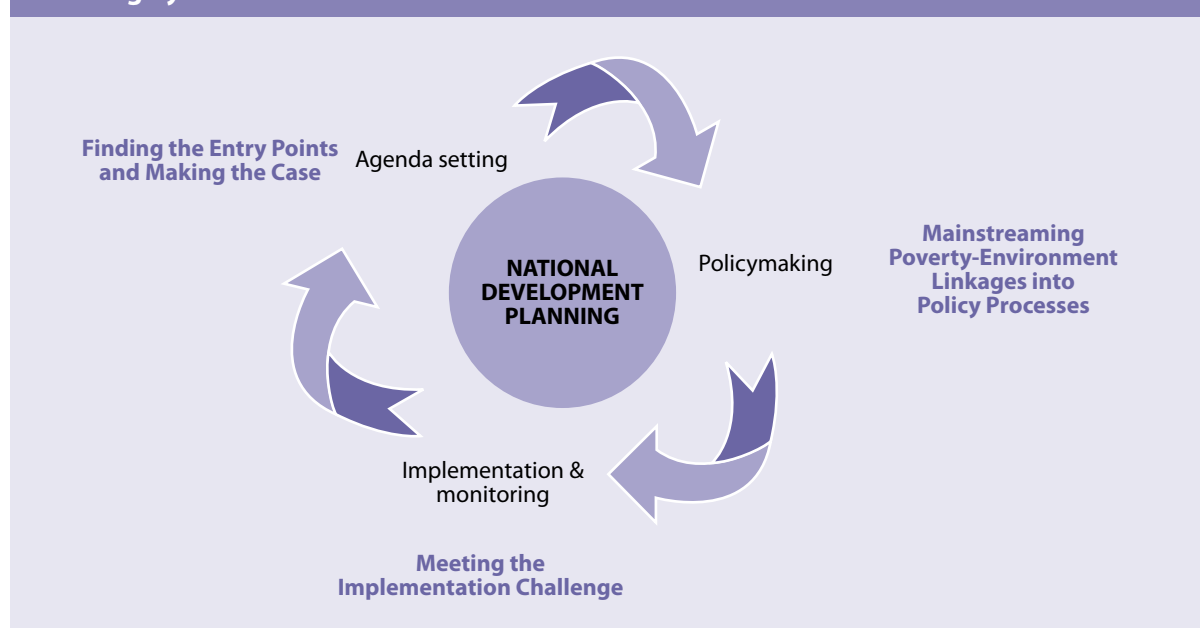 Finding the Entry Points
and Making the Case
Agenda setting
NATIONAL
DEVELOPMENT
PLANNING
Policymaking
Mainstreaming
Poverty-Environment
Linkages into
Policy Processes
Implementation &
monitoring
Meeting the
Implementation Challenge